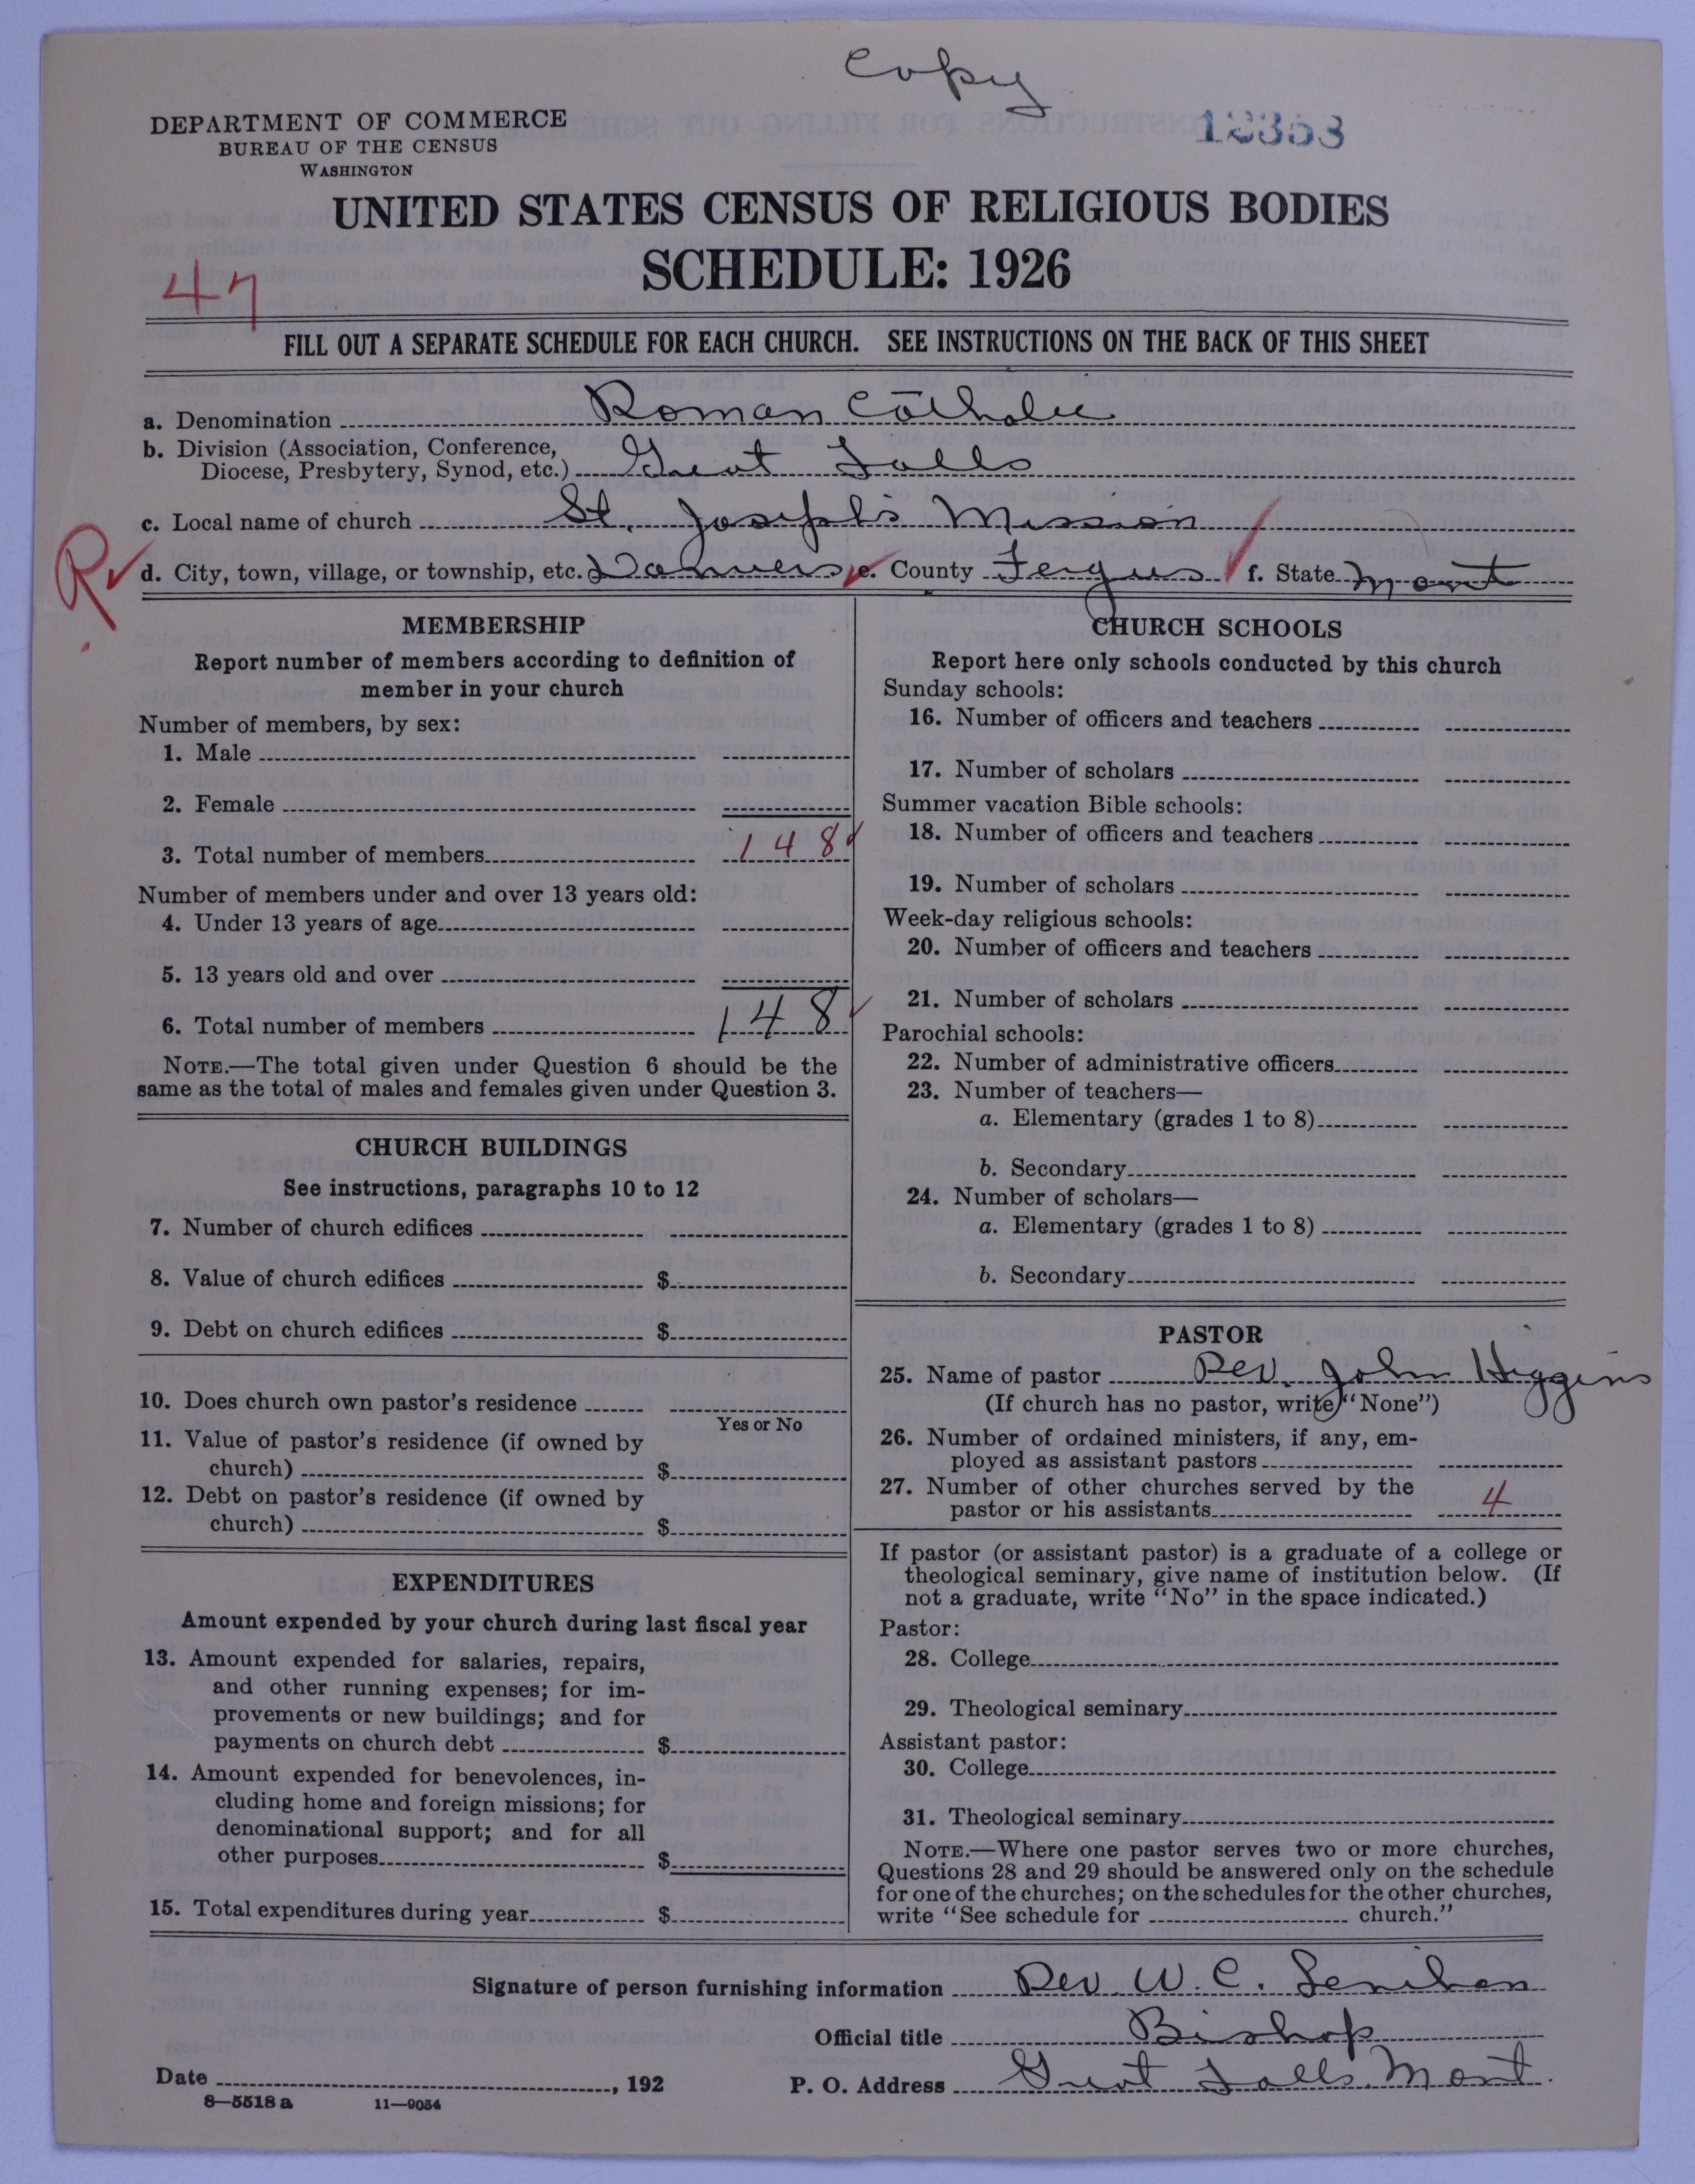 Copy
DEPARTMENT OF COMMERCE
BUREAU OF THE CENSUS
WASHINGTON
12353
UNITED STATES CENSUS OF RELIGIOUS BODIES
SCHEDULE: 1926
47
FILL OUT A SEPARATE SCHEDULE FOR EACH CHURCH. SEE INSTRUCTIONS ON THE BACK OF THIS SHEET
a. Denomination Roman Catholic
b. Division (Association, Conference,
Diocese, Presbytery, Synod, etc.) Great Falls
c. Local name of church St. Joseph's Mission
R
d. City, town, village, or township, etc. Danvers e. County Fergus f. State Mont
MEMBERSHIP
Report number of members according to definition of
member in your church
Number of members, by sex:
1. Male
2. Female
3. Total number of members 148
Number of members under and over 13 years old:
4. Under 13 years of age
5. 13 years old and over
6. Total number of members 148
NOTE.—The total given under Question 6 should be the
same as the total of males and females given under Question 3.
CHURCH BUILDINGS
See instructions, paragraphs 10 to 12
7. Number of church edifices
8. Value of church edifices $
9. Debt on church edifices $
10. Does church own pastor's residence
Yes or No
11. Value of pastor's residence (if owned by
church) $
12. Debt on pastor's residence (if owned by
church) $
EXPENDITURES
Amount expended by your church during last fiscal year
13. Amount expended for salaries, repairs,
and other running expenses; for im-
provements or new buildings; and for
payments on church debt $
14. Amount expended for benevolences, in-
cluding home and foreign missions; for
denominational support; and for all
other purposes $
15. Total expenditures during year $
CHURCH SCHOOLS
Report here only schools conducted by this church
Sunday schools:
16. Number of officers and teachers
17. Number of scholars
Summer vacation Bible schools:
18. Number of officers and teachers
19. Number of scholars
Week-day religious schools:
20. Number of officers and teachers
21. Number of scholars
Parochial schools:
22. Number of administrative officers
23. Number of teachers—
a. Elementary (grades 1 to 8)
b. Secondary
24. Number of scholars—
a. Elementary (grades 1 to 8)
b. Secondary
PASTOR
25. Name of pastor Rev. John Higgins
(If church has no pastor, write "None")
26. Number of ordained ministers, if any, em-
ployed as assistant pastors
27. Number of other churches served by the
pastor or his assistants 4
If pastor (or assistant pastor) is a graduate of a college or
theological seminary, give name of institution below. (If
not a graduate, write "No" in the space indicated.)
Pastor:
28. College
29. Theological seminary
Assistant pastor:
30. College
31. Theological seminary
NOTE.—Where one pastor serves two or more churches,
Questions 28 and 29 should be answered only on the schedule
for one of the churches; on the schedules for the other churches,
write "See schedule for church."
Signature of person furnishing information Rev. W. C. Lenihan
Official title Bishop
Date , 192
P. O. Address Great Falls. Mont.
8—5518 a 11—9054